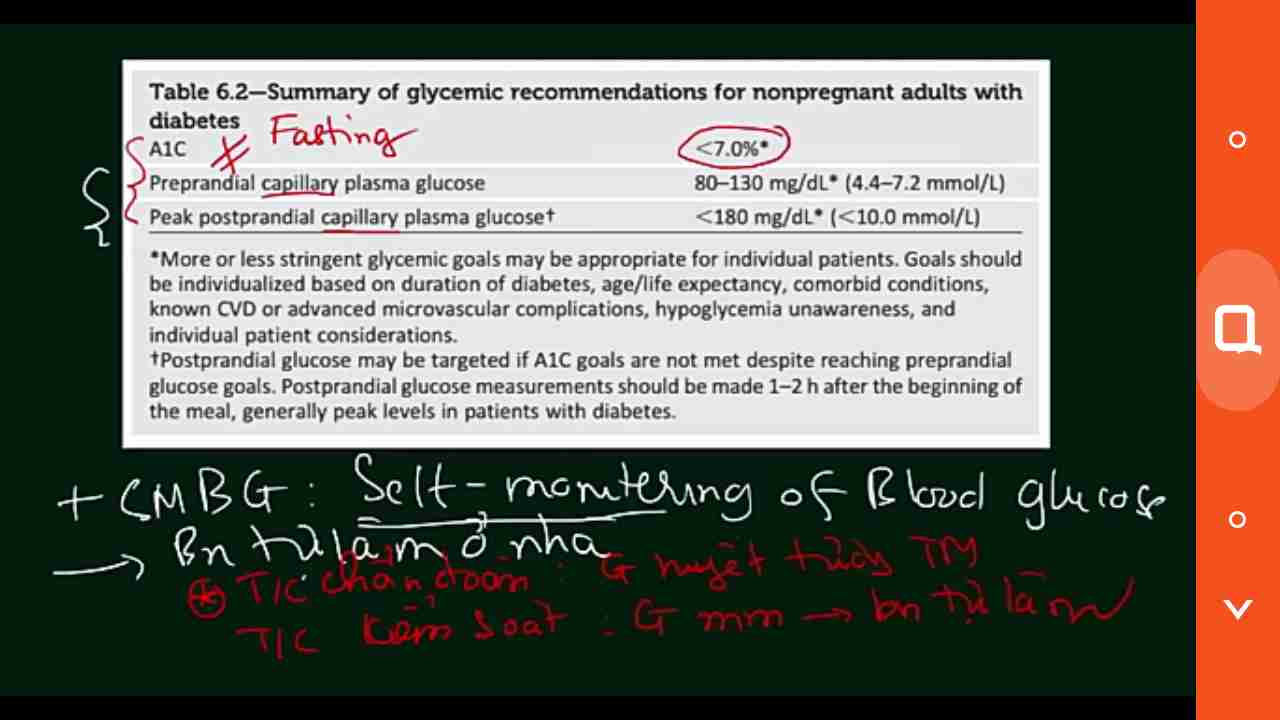 Table 6.2—Summary of glycemic recommendations for nonpregnant adults with
diabetes
Fasting
A1C <7.0%*
Preprandial capillary plasma glucose 80–130 mg/dL* (4.4–7.2 mmol/L)
Peak postprandial capillary plasma glucose† <180 mg/dL* (<10.0 mmol/L)
*More or less stringent glycemic goals may be appropriate for individual patients. Goals should
be individualized based on duration of diabetes, age/life expectancy, comorbid conditions,
known CVD or advanced microvascular complications, hypoglycemia unawareness, and
individual patient considerations.
†Postprandial glucose may be targeted if A1C goals are not met despite reaching preprandial
glucose goals. Postprandial glucose measurements should be made 1–2 h after the beginning of
the meal, generally peak levels in patients with diabetes.
+ SMBG: Self-monitering of Blood glucose
→ Bn tự làm ở nhà
* T/C chẩn đoán: G huyết tương TM
T/C kiểm soát: G mm → bn tự làm